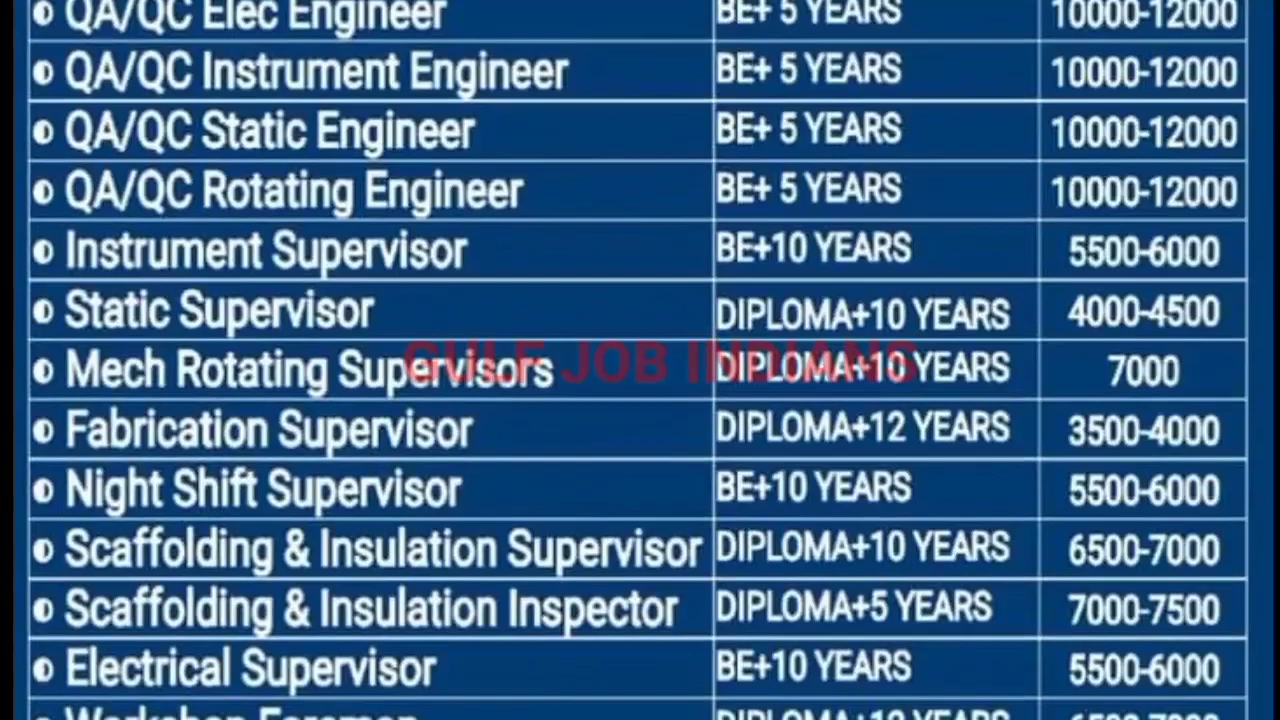 QA/QC Elec Engineer BE+ 5 YEARS 10000-12000
QA/QC Instrument Engineer BE+ 5 YEARS 10000-12000
QA/QC Static Engineer BE+ 5 YEARS 10000-12000
QA/QC Rotating Engineer BE+ 5 YEARS 10000-12000
Instrument Supervisor BE+10 YEARS 5500-6000
Static Supervisor DIPLOMA+10 YEARS 4000-4500
GULF JOB INDIANS
Mech Rotating Supervisors DIPLOMA+10 YEARS 7000
Fabrication Supervisor DIPLOMA+12 YEARS 3500-4000
Night Shift Supervisor BE+10 YEARS 5500-6000
Scaffolding & Insulation Supervisor DIPLOMA+10 YEARS 6500-7000
Scaffolding & Insulation Inspector DIPLOMA+5 YEARS 7000-7500
Electrical Supervisor BE+10 YEARS 5500-6000
Workshop Foreman